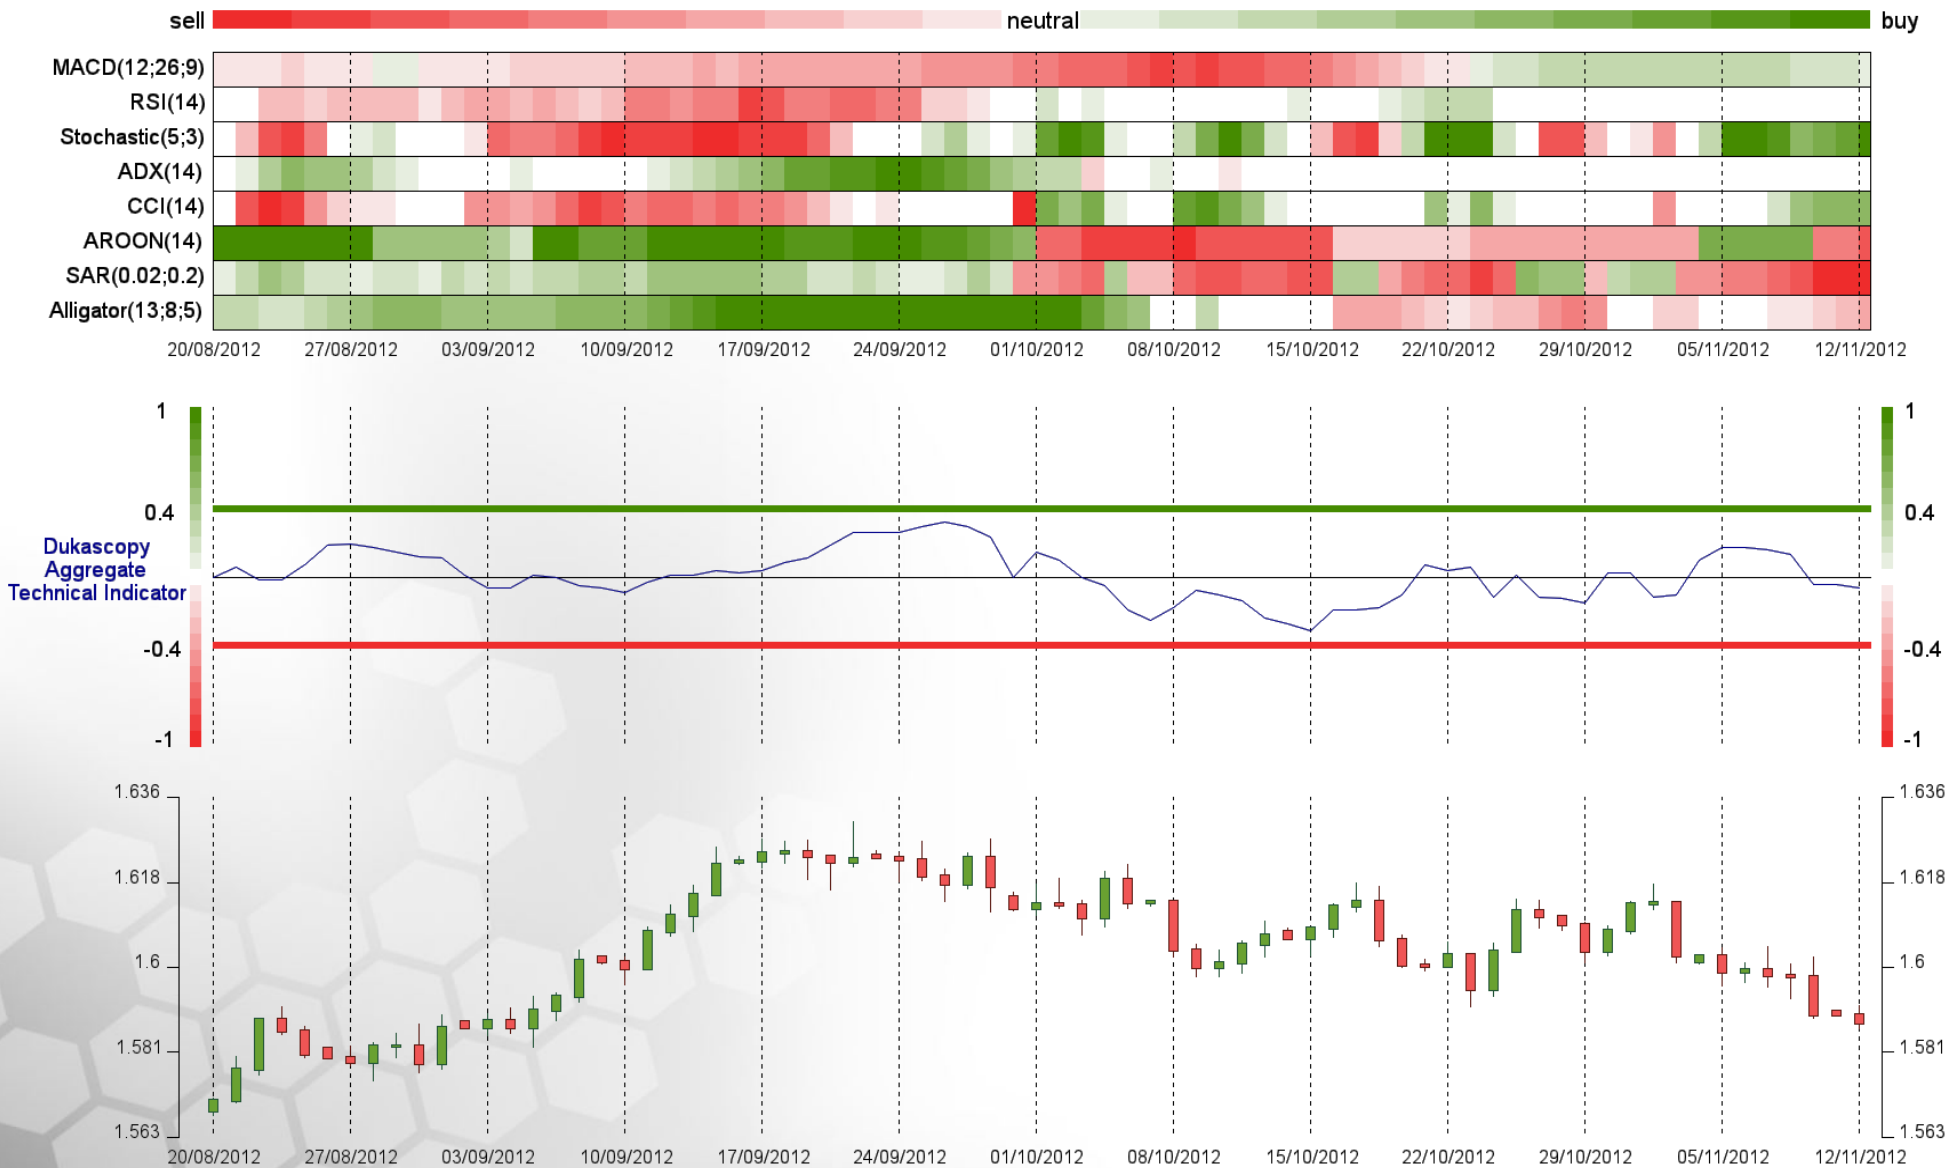 sell neutral buy
MACD(12;26;9)
RSI(14)
Stochastic(5;3)
ADX(14)
CCI(14)
AROON(14)
SAR(0.02;0.2)
Alligator(13;8;5)
20/08/2012 27/08/2012 03/09/2012 10/09/2012 17/09/2012 24/09/2012 01/10/2012 08/10/2012 15/10/2012 22/10/2012 29/10/2012 05/11/2012 12/11/2012
1 1
0.4 0.4
Dukascopy
Aggregate
Technical Indicator
-0.4 -0.4
-1 -1
1.636 1.636
1.618 1.618
1.6 1.6
1.581 1.581
1.563 1.563
20/08/2012 27/08/2012 03/09/2012 10/09/2012 17/09/2012 24/09/2012 01/10/2012 08/10/2012 15/10/2012 22/10/2012 29/10/2012 05/11/2012 12/11/2012